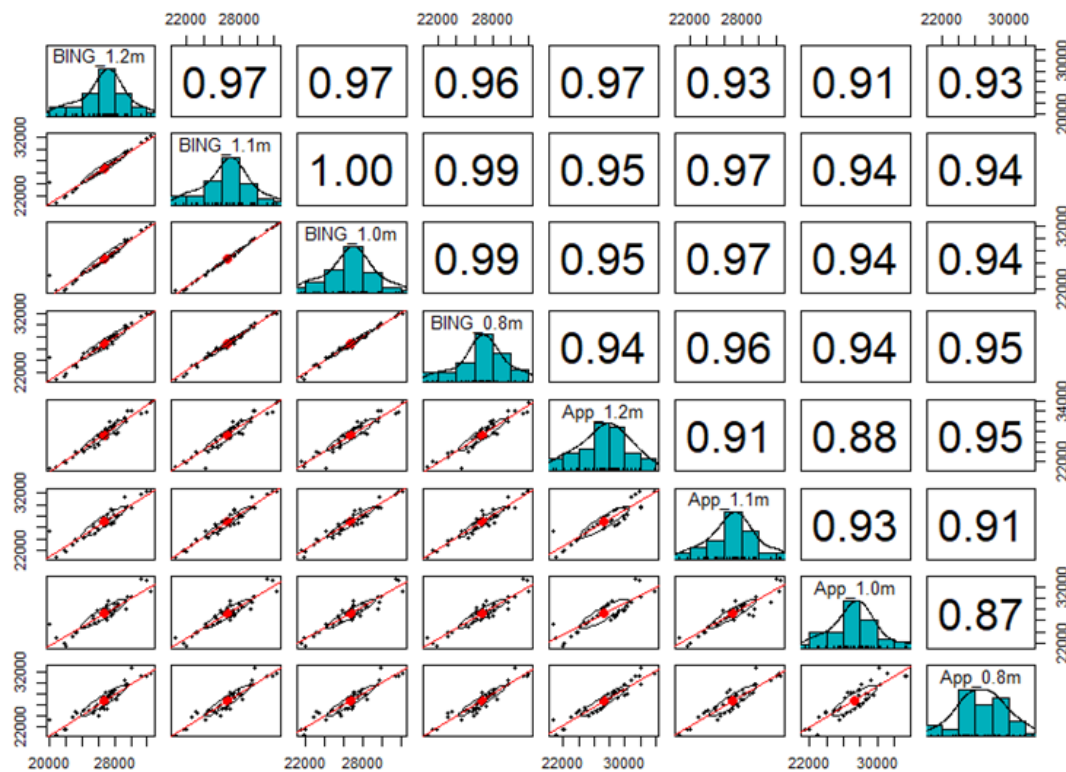 22000 28000 22000 28000 22000 30000
BING_1.2m 0.97 0.97 0.96 0.97 0.93 0.91 0.93 20000 30000
22000 32000 BING_1.1m 1.00 0.99 0.95 0.97 0.94 0.94
BING_1.0m 0.99 0.95 0.97 0.94 0.94 22000 32000
22000 32000 BING_0.8m 0.94 0.96 0.94 0.95
App_1.2m 0.91 0.88 0.95 22000 34000
22000 32000 App_1.1m 0.93 0.91
App_1.0m 0.87 22000 32000
22000 32000 App_0.8m
20000 28000 22000 28000 22000 30000 22000 30000